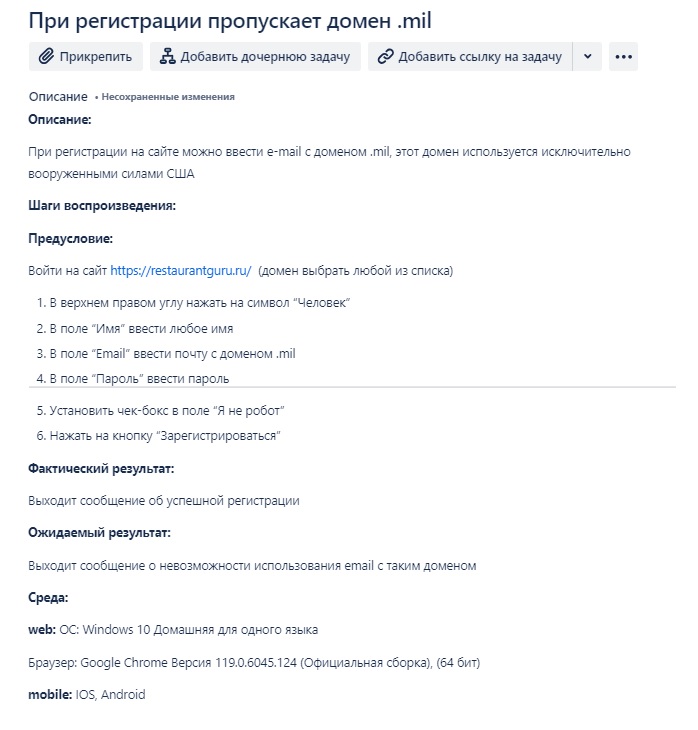 При регистрации пропускает домен .mil
Прикрепить Добавить дочернюю задачу Добавить ссылку на задачу
Описание • Несохраненные изменения
Описание:
При регистрации на сайте можно ввести e-mail с доменом .mil, этот домен используется исключительно
вооруженными силами США
Шаги воспроизведения:
Предусловие:
Войти на сайт https://restaurantguru.ru/ (домен выбрать любой из списка)
1. В верхнем правом углу нажать на символ “Человек”
2. В поле “Имя” ввести любое имя
3. В поле “Email” ввести почту с доменом .mil
4. В поле “Пароль” ввести пароль
5. Установить чек-бокс в поле “Я не робот”
6. Нажать на кнопку “Зарегистрироваться”
Фактический результат:
Выходит сообщение об успешной регистрации
Ожидаемый результат:
Выходит сообщение о невозможности использования email с таким доменом
Среда:
web: ОС: Windows 10 Домашняя для одного языка
Браузер: Google Chrome Версия 119.0.6045.124 (Официальная сборка), (64 бит)
mobile: IOS, Android